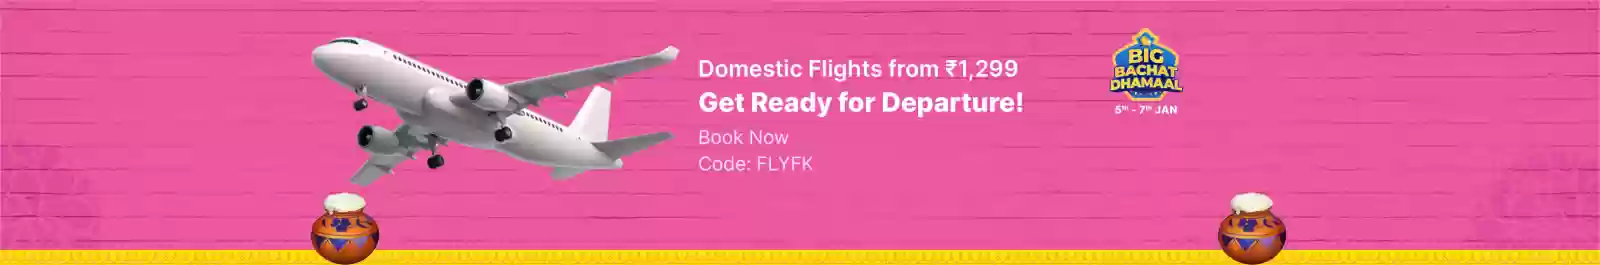 Domestic Flights from ₹1,299
Get Ready for Departure!
Book Now
Code: FLYFK
BIG
BACHAT
DHAMAAL
5TH - 7TH JAN